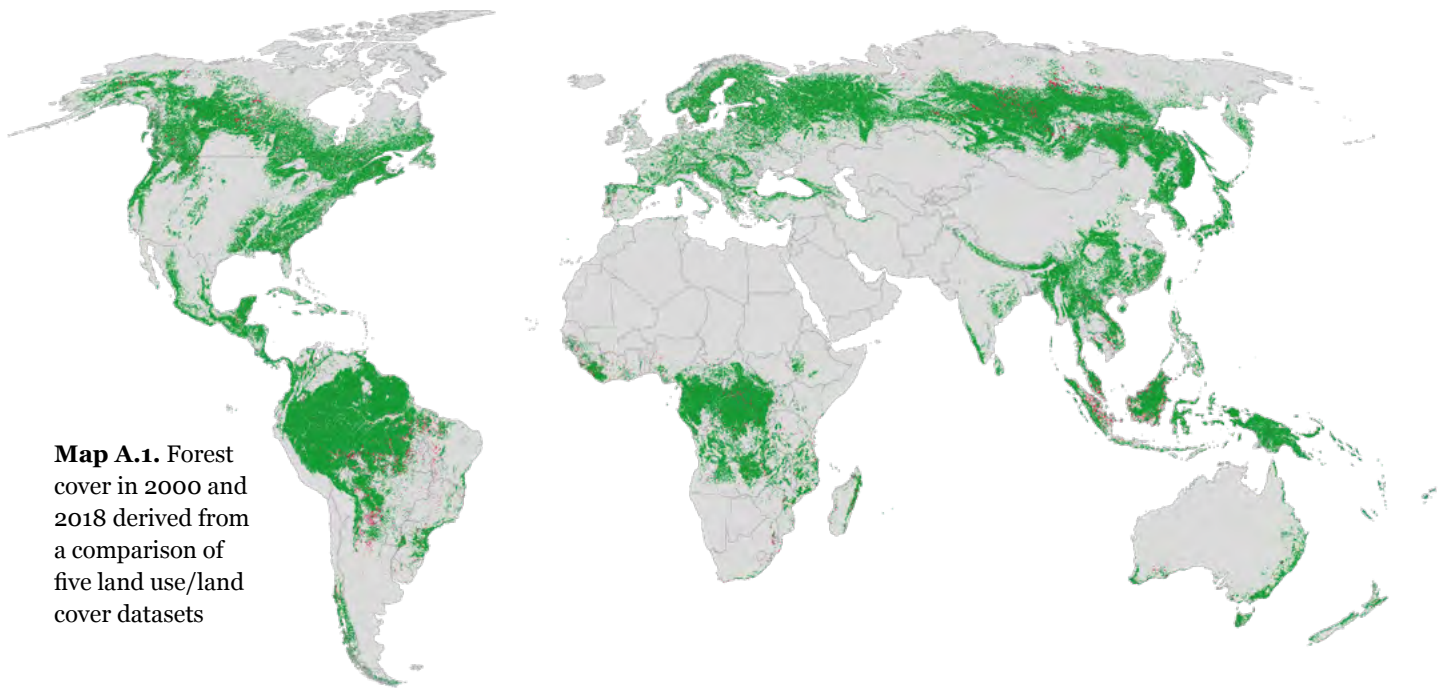 Map A.1. Forest
cover in 2000 and
2018 derived from
a comparison of
five land use/land
cover datasets